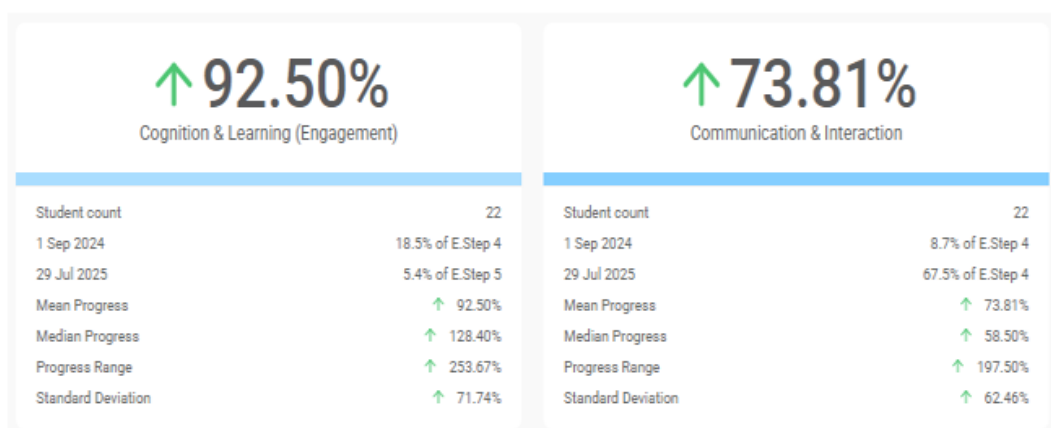 ↑ 92.50%
Cognition & Learning (Engagement)
Student count 22
1 Sep 2024 18.5% of E.Step 4
29 Jul 2025 5.4% of E.Step 5
Mean Progress ↑ 92.50%
Median Progress ↑ 128.40%
Progress Range ↑ 253.67%
Standard Deviation ↑ 71.74%
↑ 73.81%
Communication & Interaction
Student count 22
1 Sep 2024 8.7% of E.Step 4
29 Jul 2025 67.5% of E.Step 4
Mean Progress ↑ 73.81%
Median Progress ↑ 58.50%
Progress Range ↑ 197.50%
Standard Deviation ↑ 62.46%